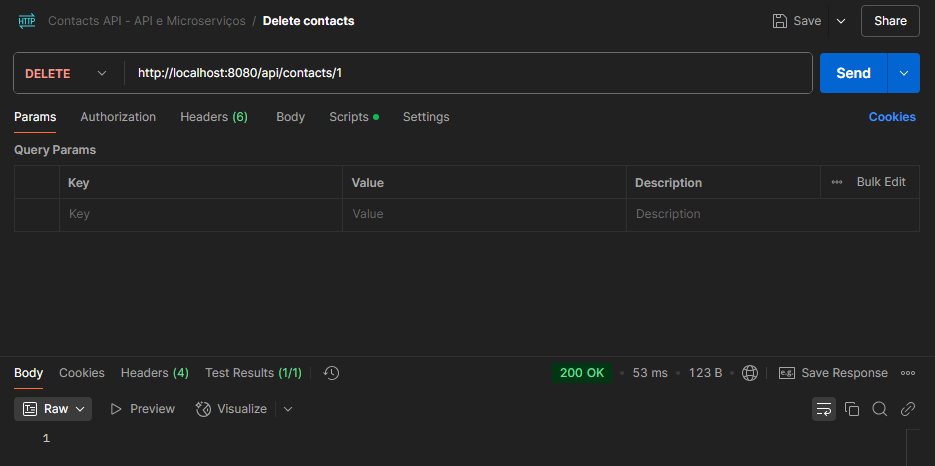 HTTP Contacts API - API e Microserviços / Delete contacts Save Share
DELETE http://localhost:8080/api/contacts/1 Send
Params Authorization Headers (6) Body Scripts Settings Cookies
Query Params
Key Value Description Bulk Edit
Key Value Description
Body Cookies Headers (4) Test Results (1/1) 200 OK • 53 ms • 123 B e.g. Save Response
Raw Preview Visualize
1